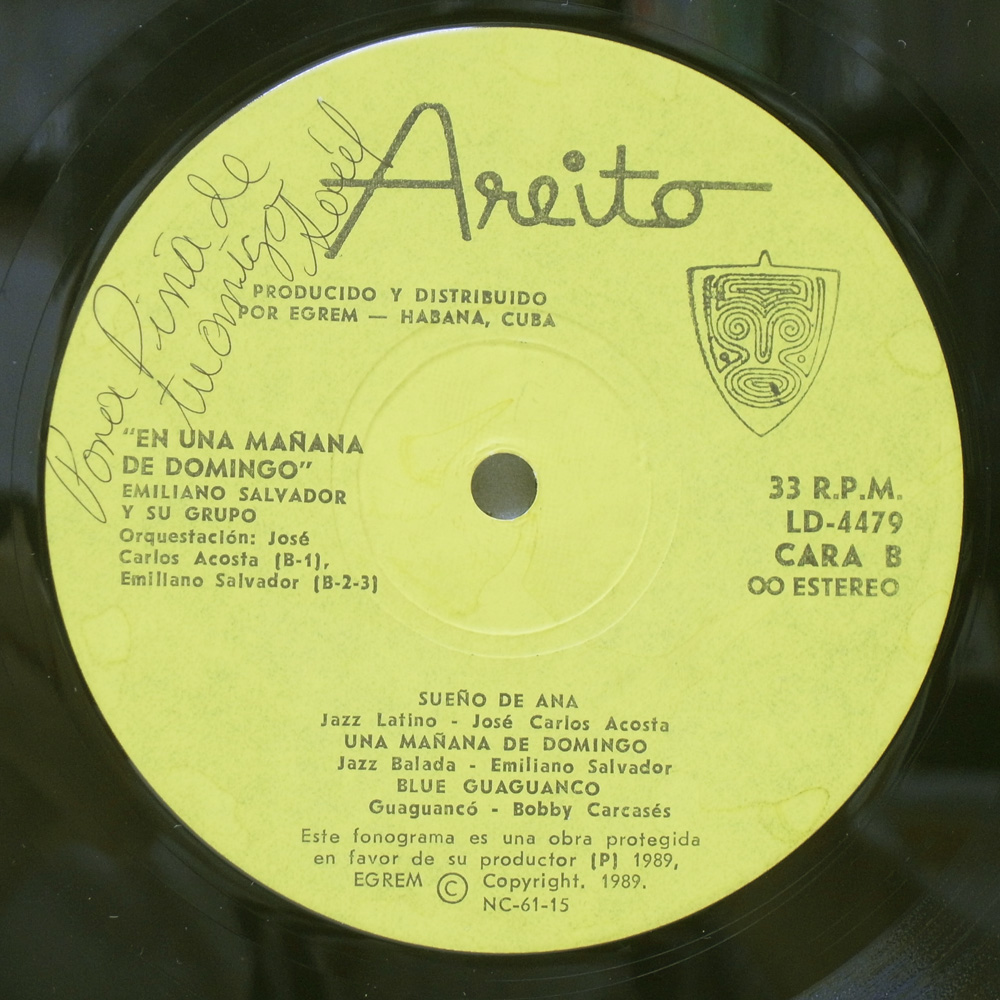 Areito
Para Piña de
tu amigo
PRODUCIDO Y DISTRIBUIDO
POR EGREM — HABANA, CUBA
"EN UNA MAÑANA
DE DOMINGO"
EMILIANO SALVADOR
Y SU GRUPO
Orquestación: José
Carlos Acosta (B-1),
Emiliano Salvador (B-2-3)
33 R.P.M.
LD-4479
CARA B
OO ESTEREO
SUEÑO DE ANA
Jazz Latino - José Carlos Acosta
UNA MAÑANA DE DOMINGO
Jazz Balada - Emiliano Salvador
BLUE GUAGUANCO
Guaguancó - Bobby Carcasés
Este fonograma es una obra protegida
en favor de su productor (P) 1989,
EGREM © Copyright. 1989.
NC-61-15